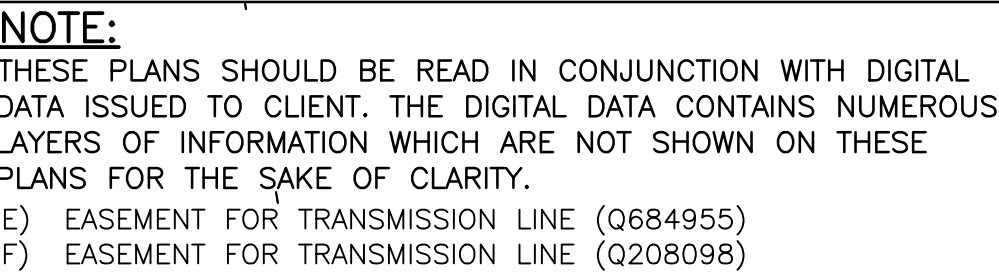 NOTE:
THESE PLANS SHOULD BE READ IN CONJUNCTION WITH DIGITAL
DATA ISSUED TO CLIENT. THE DIGITAL DATA CONTAINS NUMEROUS
LAYERS OF INFORMATION WHICH ARE NOT SHOWN ON THESE
PLANS FOR THE SAKE OF CLARITY.
E) EASEMENT FOR TRANSMISSION LINE (Q684955)
F) EASEMENT FOR TRANSMISSION LINE (Q208098)